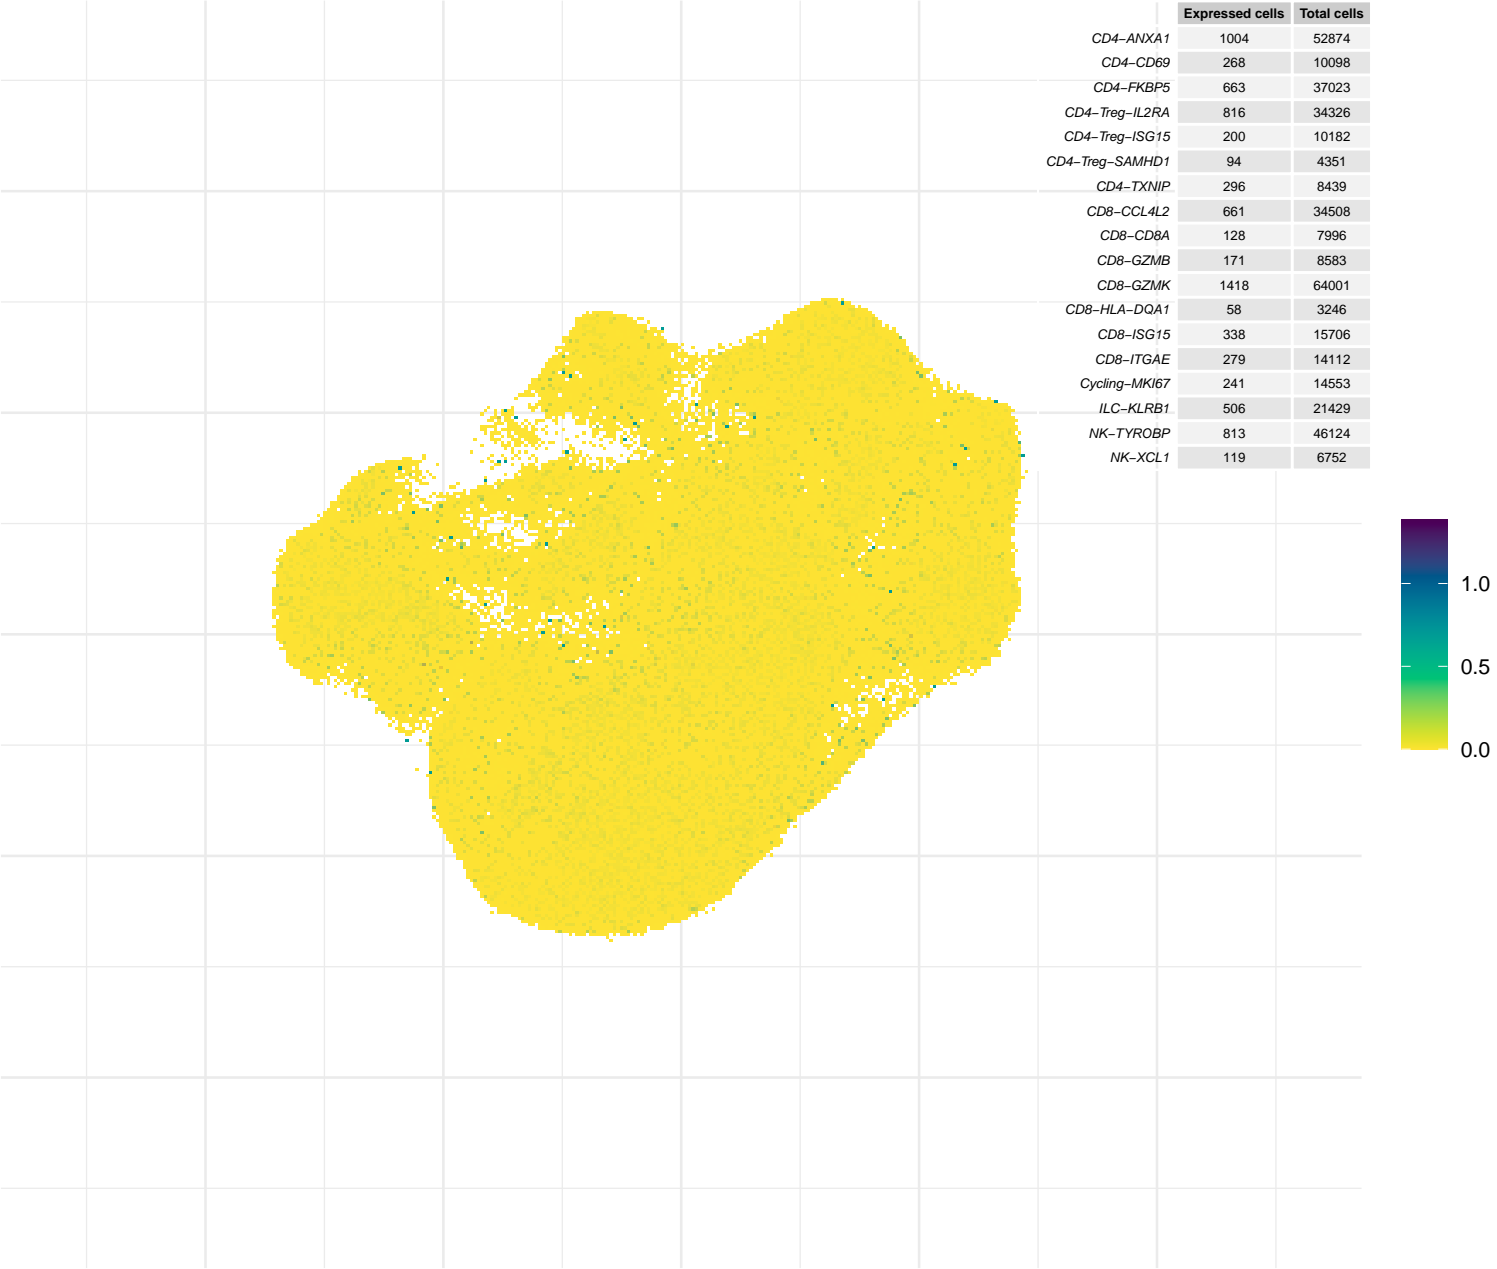 Expressed cells Total cells
CD4−ANXA1 1004 52874
CD4−CD69 268 10098
CD4−FKBP5 663 37023
CD4−Treg−IL2RA 816 34326
CD4−Treg−ISG15 200 10182
CD4−Treg−SAMHD1 94 4351
CD4−TXNIP 296 8439
CD8−CCL4L2 661 34508
CD8−CD8A 128 7996
CD8−GZMB 171 8583
CD8−GZMK 1418 64001
CD8−HLA−DQA1 58 3246
CD8−ISG15 338 15706
CD8−ITGAE 279 14112
Cycling−MKI67 241 14553
ILC−KLRB1 506 21429
NK−TYROBP 813 46124
NK−XCL1 119 6752
1.0
0.5
0.0